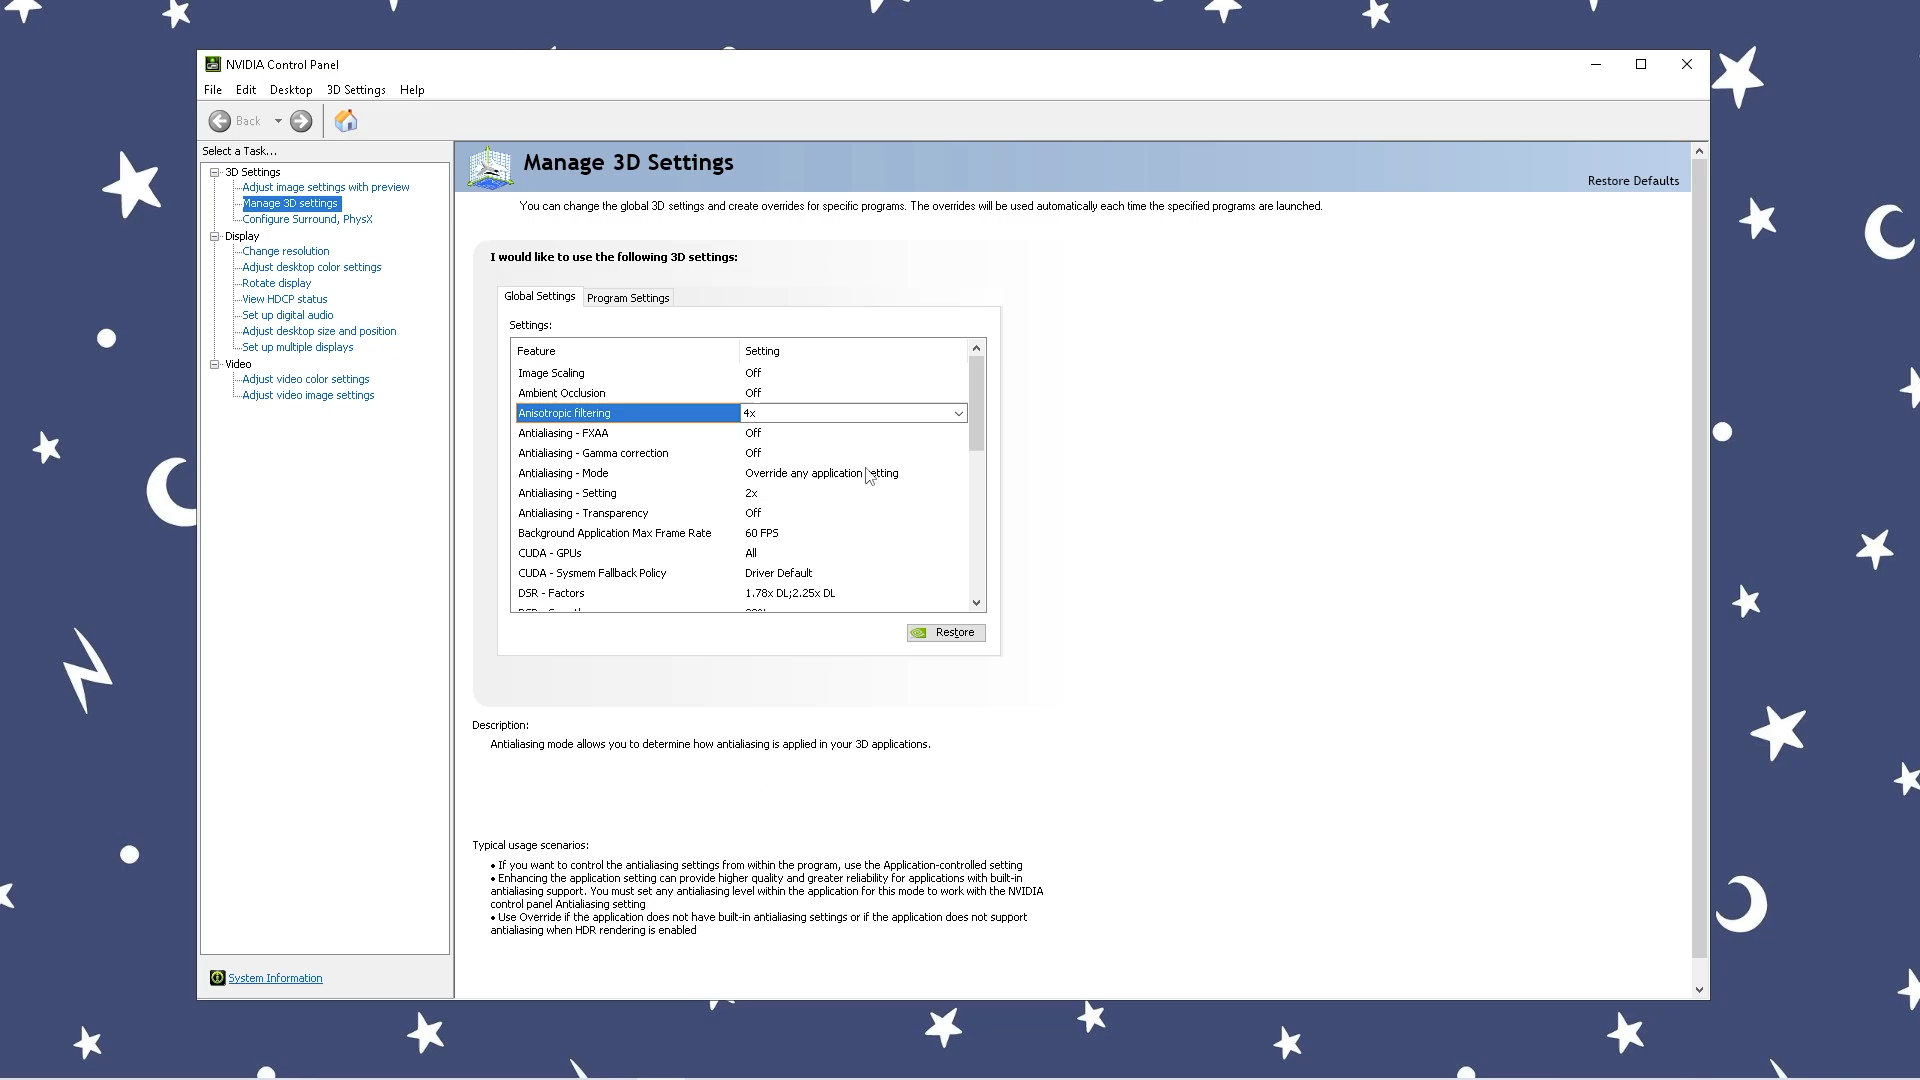 NVIDIA Control Panel
File Edit Desktop 3D Settings Help
Back
Select a Task...
3D Settings
Adjust image settings with preview
Manage 3D settings
Configure Surround, PhysX
Display
Change resolution
Adjust desktop color settings
Rotate display
View HDCP status
Set up digital audio
Adjust desktop size and position
Set up multiple displays
Video
Adjust video color settings
Adjust video image settings
System Information
Manage 3D Settings
Restore Defaults
You can change the global 3D settings and create overrides for specific programs. The overrides will be used automatically each time the specified programs are launched.
I would like to use the following 3D settings:
Global Settings Program Settings
Settings:
Feature Setting
Image Scaling Off
Ambient Occlusion Off
Anisotropic filtering 4x
Antialiasing - FXAA Off
Antialiasing - Gamma correction Off
Antialiasing - Mode Override any application setting
Antialiasing - Setting 2x
Antialiasing - Transparency Off
Background Application Max Frame Rate 60 FPS
CUDA - GPUs All
CUDA - Sysmem Fallback Policy Driver Default
DSR - Factors 1.78x DL;2.25x DL
Restore
Description:
Antialiasing mode allows you to determine how antialiasing is applied in your 3D applications.
Typical usage scenarios:
• If you want to control the antialiasing settings from within the program, use the Application-controlled setting
• Enhancing the application setting can provide higher quality and greater reliability for applications with built-in
antialiasing support. You must set any antialiasing level within the application for this mode to work with the NVIDIA
control panel Antialiasing setting
• Use Override if the application does not have built-in antialiasing settings or if the application does not support
antialiasing when HDR rendering is enabled